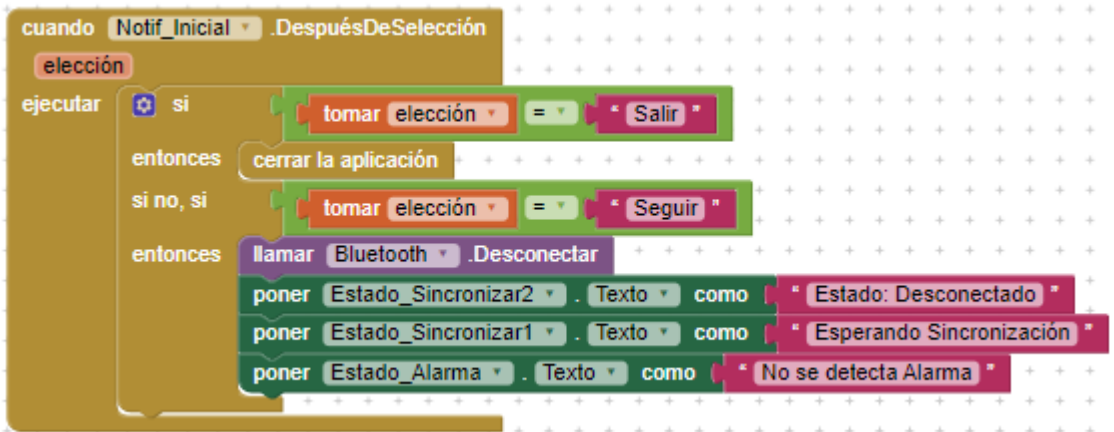 cuando Notif_Inicial .DespuésDeSelección
elección
ejecutar si tomar elección = " Salir "
entonces cerrar la aplicación
si no, si tomar elección = " Seguir "
entonces llamar Bluetooth .Desconectar
poner Estado_Sincronizar2 . Texto como " Estado: Desconectado "
poner Estado_Sincronizar1 . Texto como " Esperando Sincronización "
poner Estado_Alarma . Texto como " No se detecta Alarma "